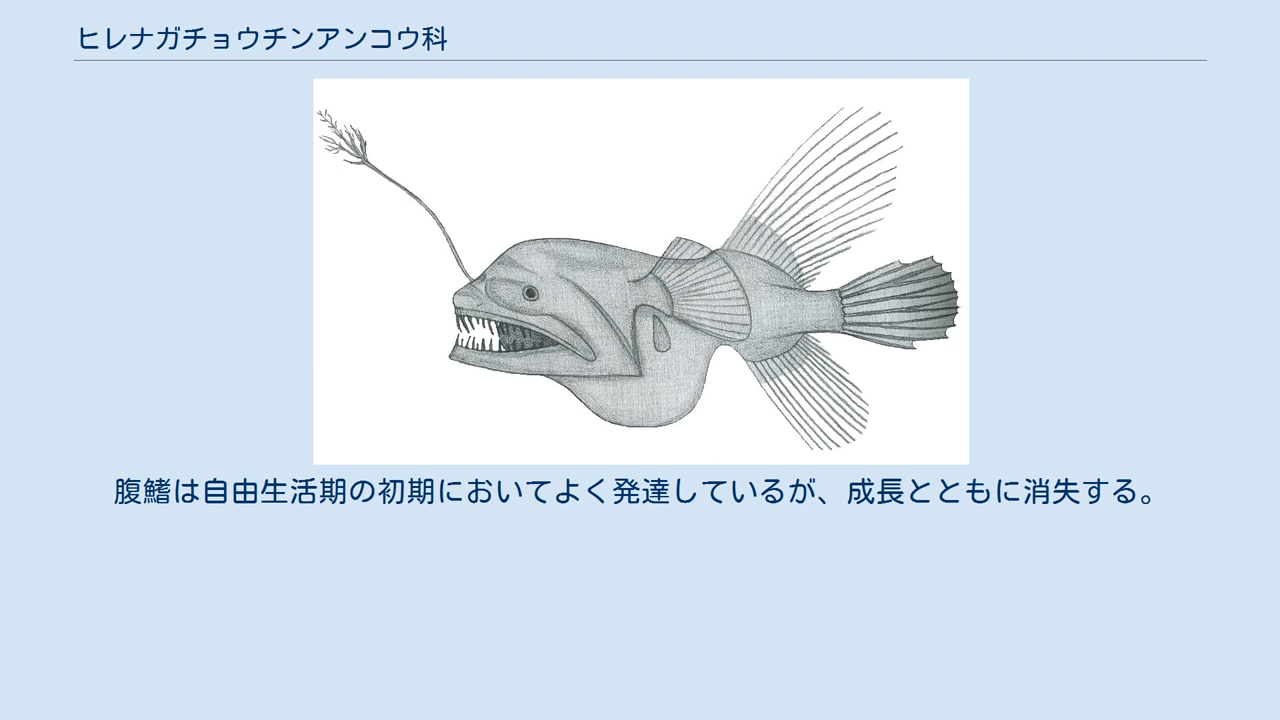 ヒレナガチョウチンアンコウ科
腹鰭は自由生活期の初期においてよく発達しているが、成長とともに消失する。